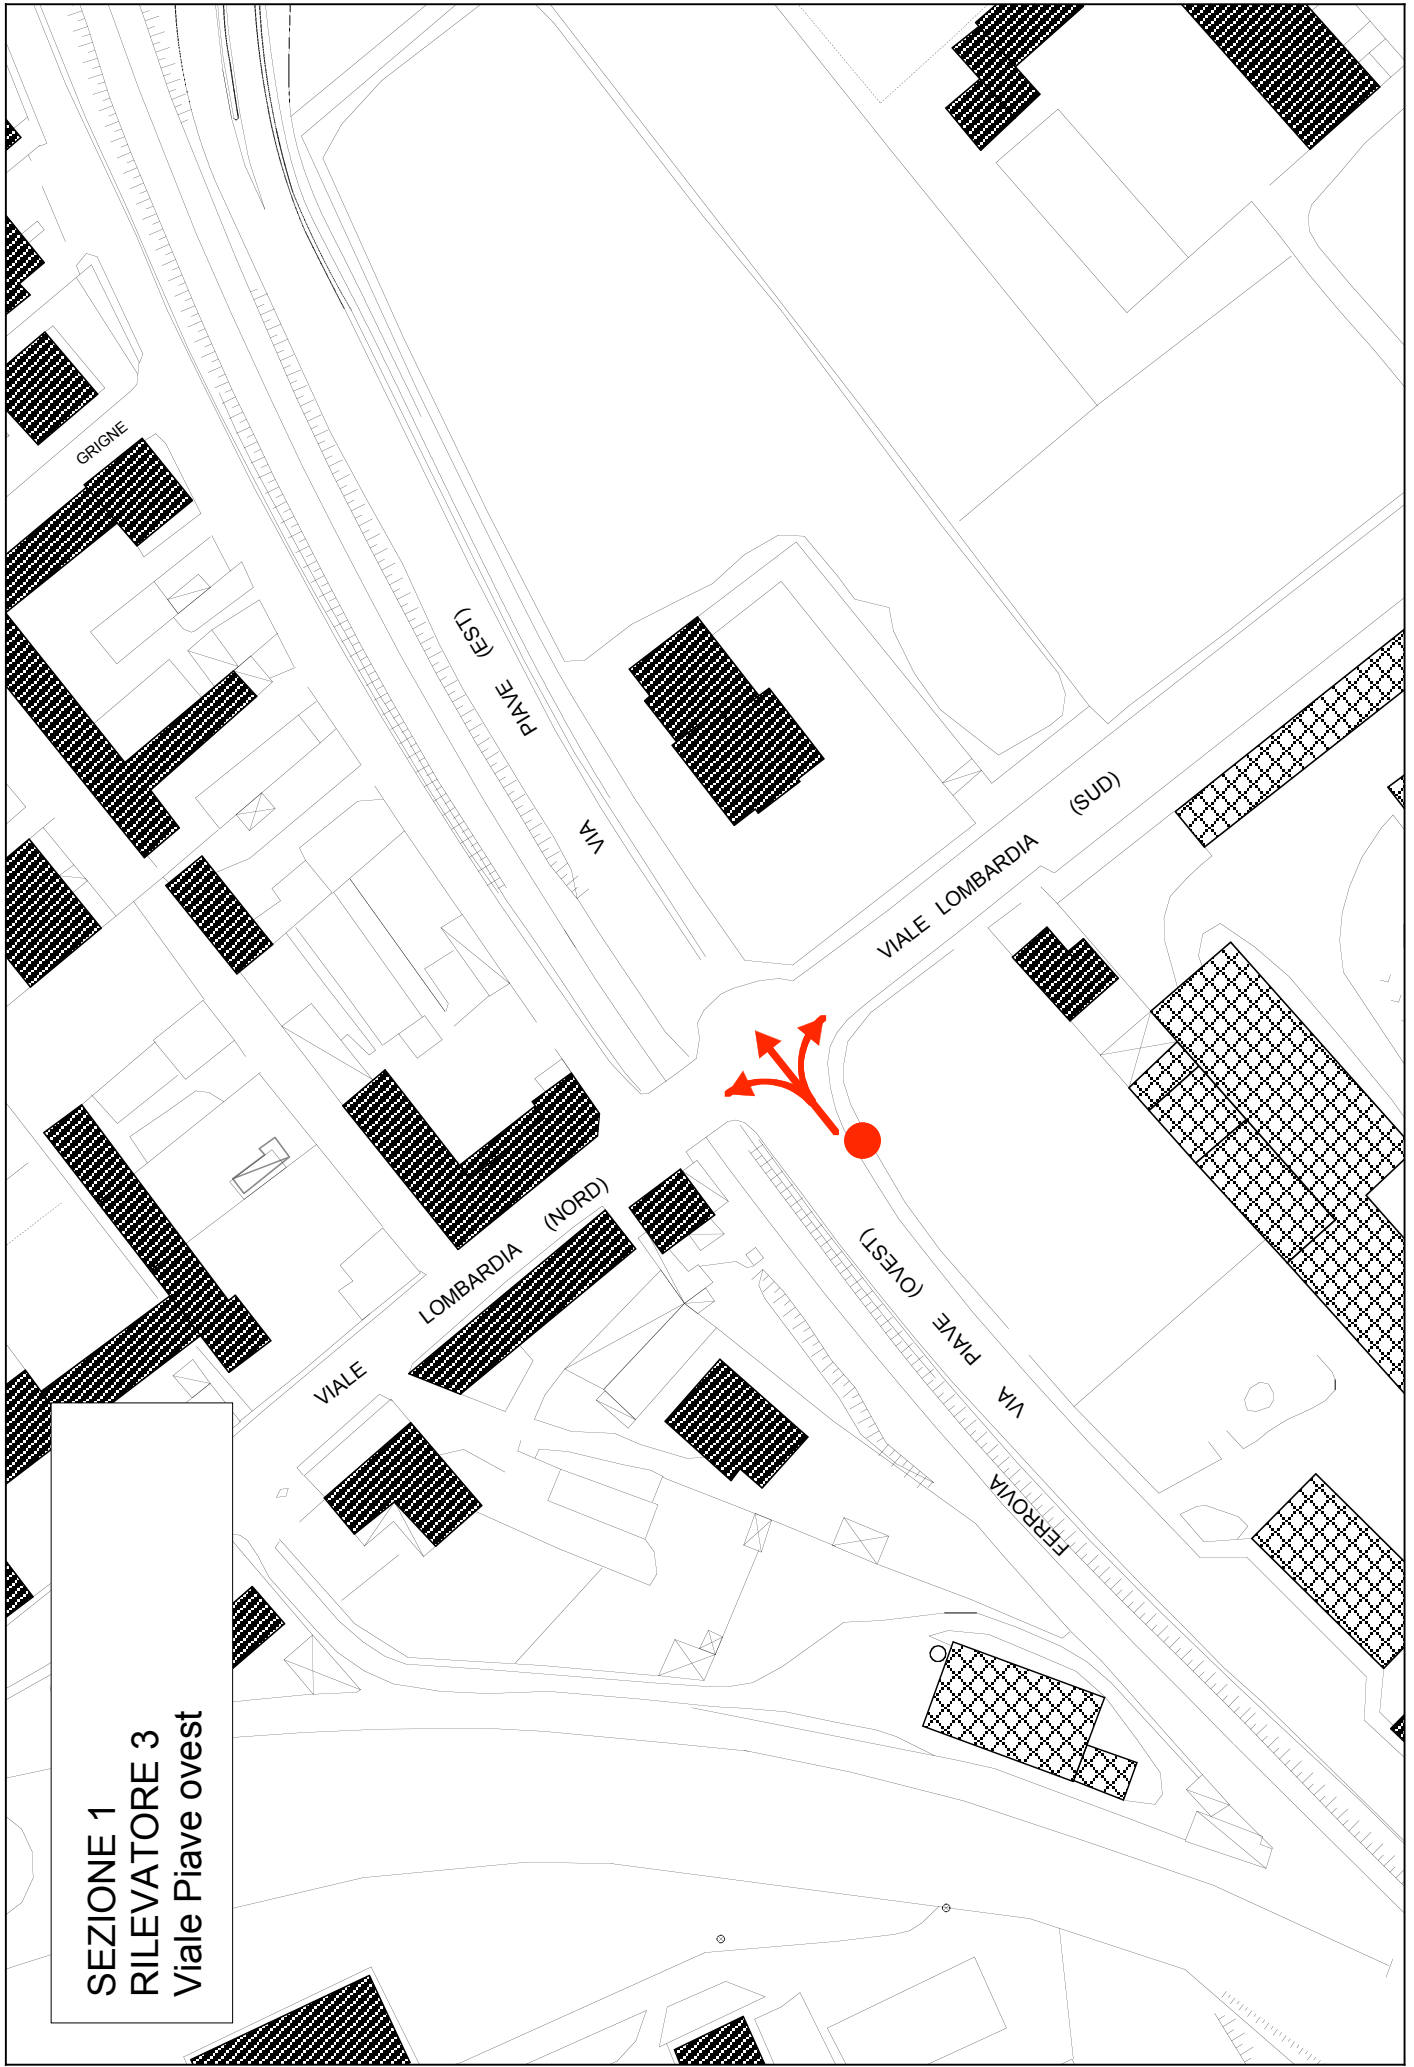 SEZIONE 1
RILEVATORE 3
Viale Piave ovest
GRIGNE
VIA PIAVE (EST)
VIALE LOMBARDIA (SUD)
VIALE LOMBARDIA (NORD)
VIA PIAVE (OVEST)
FERROVIA